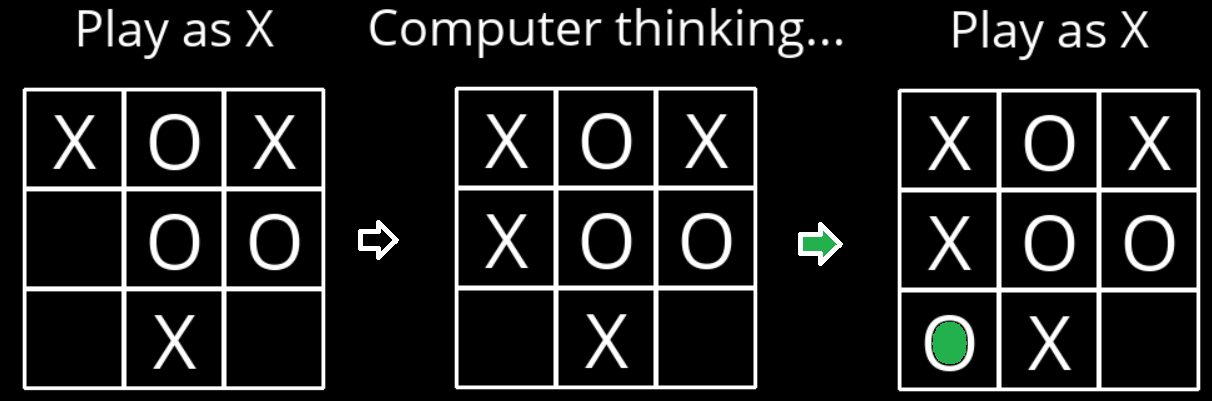 Play as X
Computer thinking...
Play as X
X O X
O O
X
X O X
X O O
X
X O X
X O O
O X